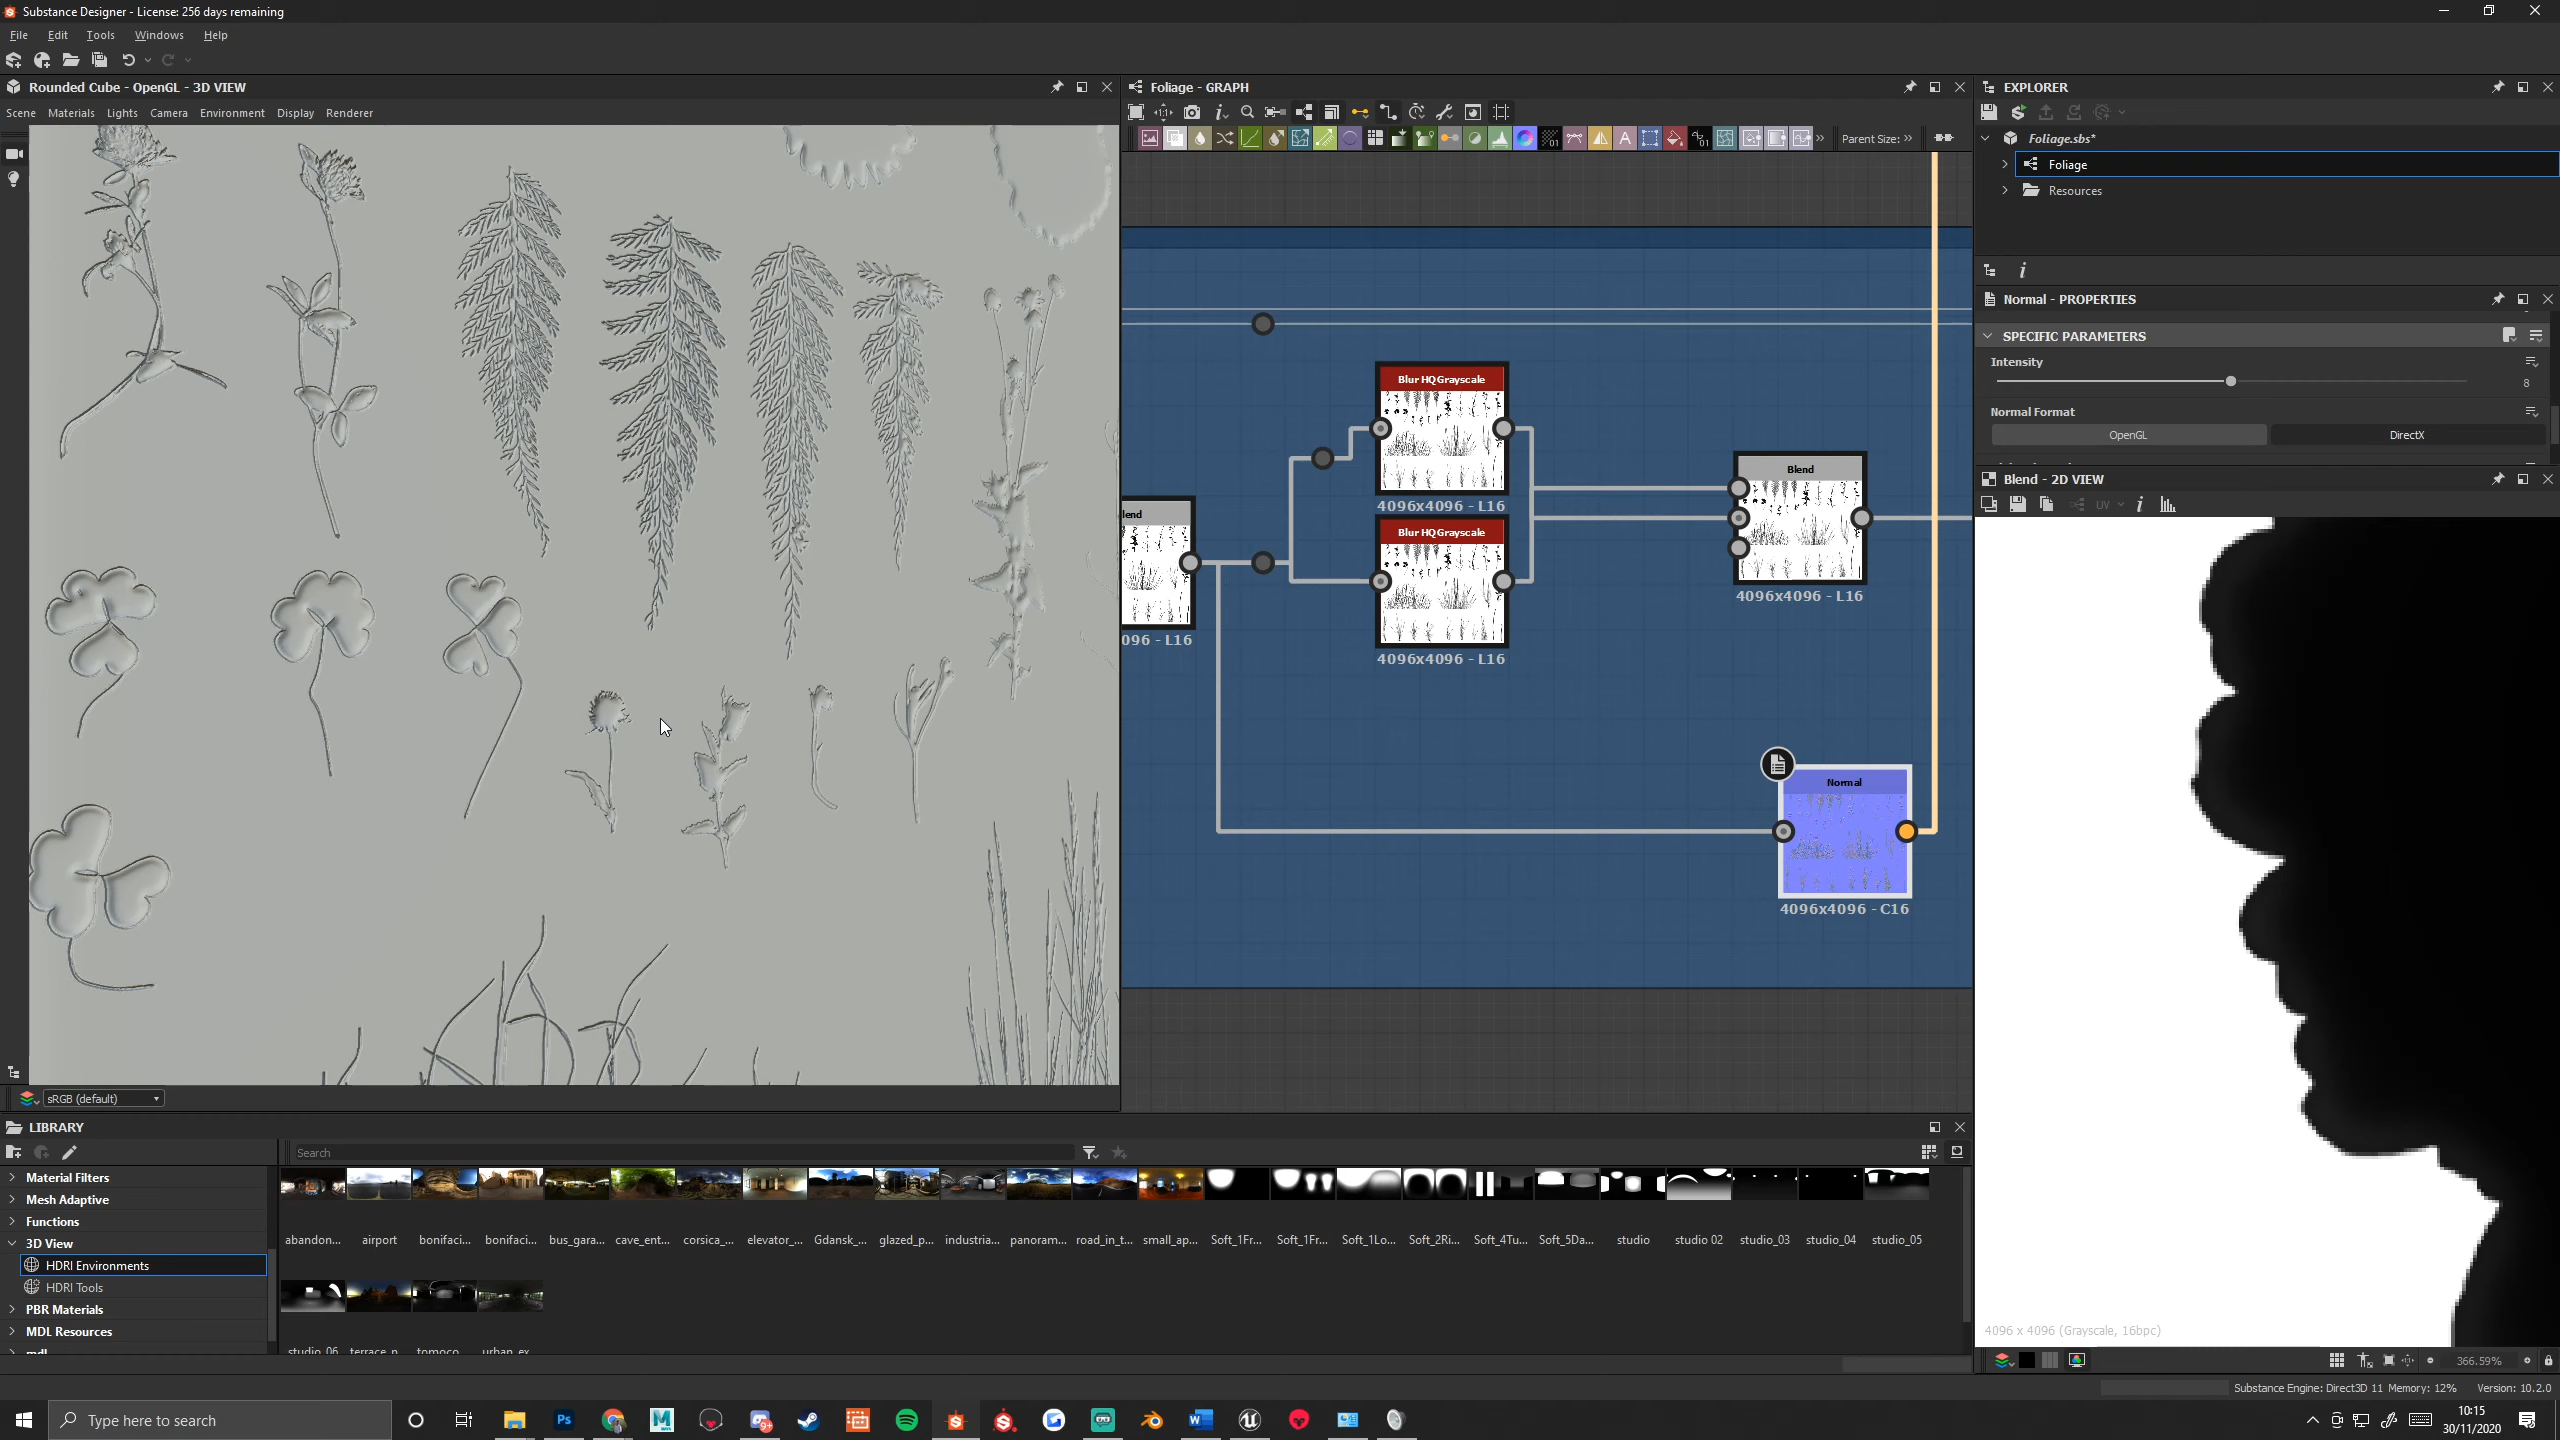 Substance Designer - License: 256 days remaining
File Edit Tools Windows Help
Rounded Cube - OpenGL - 3D VIEW
Scene Materials Lights Camera Environment Display Renderer
sRGB (default)
Foliage - GRAPH
Parent Size: »
Blur HQ Grayscale
4096x4096 - L16
Blur HQ Grayscale
4096x4096 - L16
lend
096 - L16
Blend
4096x4096 - L16
Normal
4096x4096 - C16
EXPLORER
Foliage.sbs*
Foliage
Resources
Normal - PROPERTIES
SPECIFIC PARAMETERS
Intensity
8
Normal Format
OpenGL DirectX
Blend - 2D VIEW
4096 x 4096 (Grayscale, 16bpc)
366.59%
LIBRARY
Search
Material Filters
Mesh Adaptive
Functions
3D View
HDRI Environments
HDRI Tools
PBR Materials
MDL Resources
mdl
abandon... airport bonifaci... bonifaci... bus_gara... cave_ent... corsica_... elevator_... Gdansk_... glazed_p... industria... panoram... road_in_t... small_ap... Soft_1Fr... Soft_1Fr... Soft_1Lo... Soft_2Ri... Soft_4Tu... Soft_5Da... studio studio 02 studio_03 studio_04 studio_05
studio_06 terrace_n tomoco urban_ex
Substance Engine: Direct3D 11 Memory: 12% Version: 10.2.0
Type here to search
Ps
9+
10:15
30/11/2020